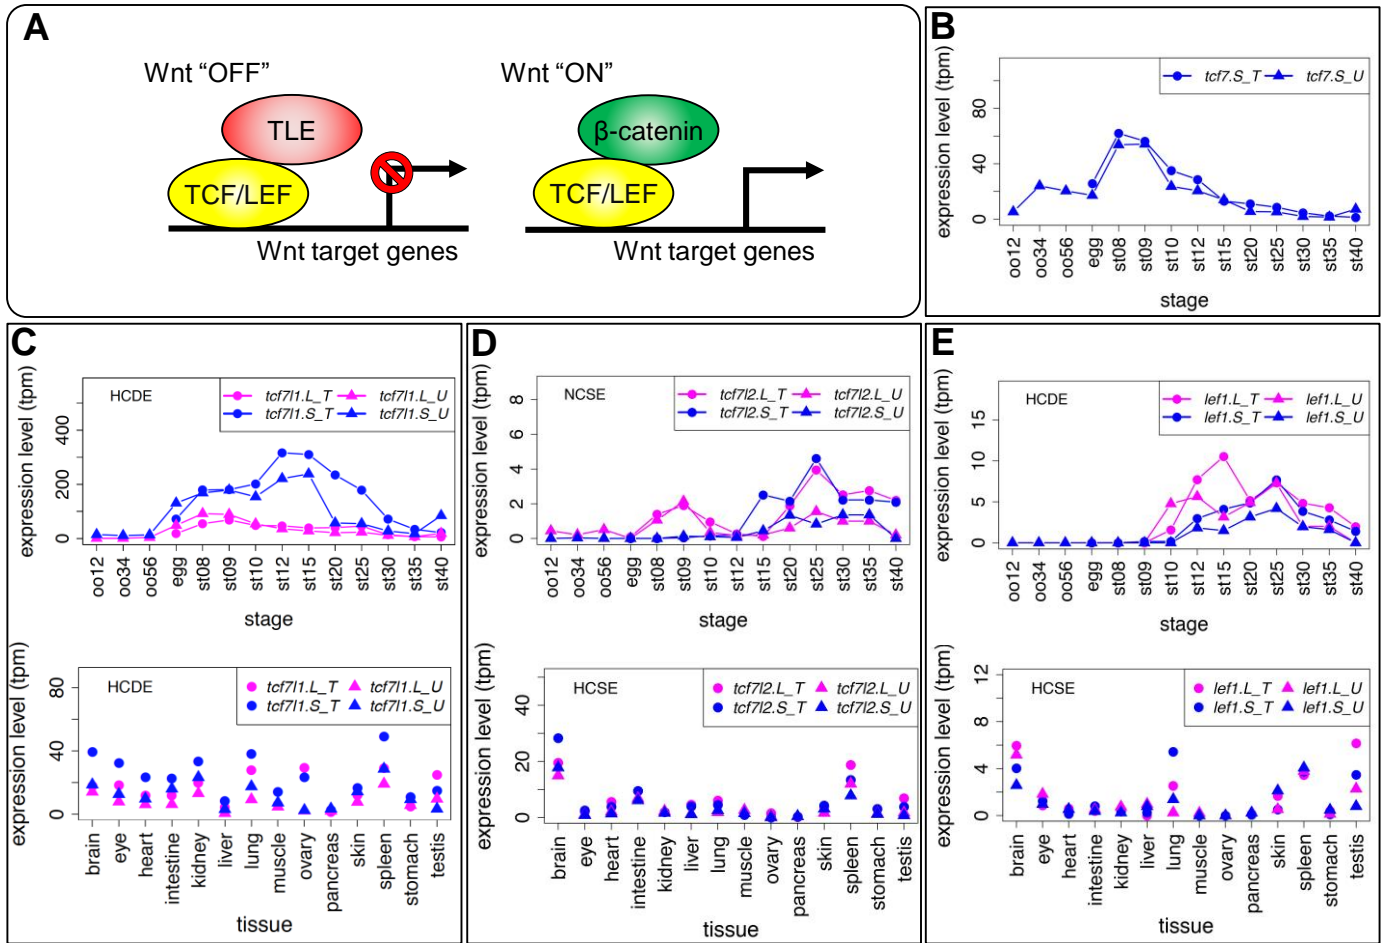 A
Wnt “OFF”
Wnt “ON”
TLE
β-catenin
TCF/LEF
TCF/LEF
Wnt target genes
Wnt target genes
B
expression level (tpm)
80
40
0
tcf7.S_T tcf7.S_U
oo12 oo34 oo56 egg st08 st09 st10 st12 st15 st20 st25 st30 st35 st40
stage
C
expression level (tpm)
400
200
0
HCDE
tcf7l1.L_T tcf7l1.L_U
tcf7l1.S_T tcf7l1.S_U
oo12 oo34 oo56 egg st08 st09 st10 st12 st15 st20 st25 st30 st35 st40
stage
expression level (tpm)
80
40
0
HCDE
tcf7l1.L_T tcf7l1.L_U
tcf7l1.S_T tcf7l1.S_U
brain eye heart intestine kidney liver lung muscle ovary pancreas skin spleen stomach testis
tissue
D
expression level (tpm)
8
6
4
2
0
NCSE
tcf7l2.L_T tcf7l2.L_U
tcf7l2.S_T tcf7l2.S_U
oo12 oo34 oo56 egg st08 st09 st10 st12 st15 st20 st25 st30 st35 st40
stage
expression level (tpm)
40
20
0
HCSE
tcf7l2.L_T tcf7l2.L_U
tcf7l2.S_T tcf7l2.S_U
brain eye heart intestine kidney liver lung muscle ovary pancreas skin spleen stomach testis
tissue
E
expression level (tpm)
15
10
5
0
HCDE
lef1.L_T lef1.L_U
lef1.S_T lef1.S_U
oo12 oo34 oo56 egg st08 st09 st10 st12 st15 st20 st25 st30 st35 st40
stage
expression level (tpm)
12
8
4
0
HCSE
lef1.L_T lef1.L_U
lef1.S_T lef1.S_U
brain eye heart intestine kidney liver lung muscle ovary pancreas skin spleen stomach testis
tissue